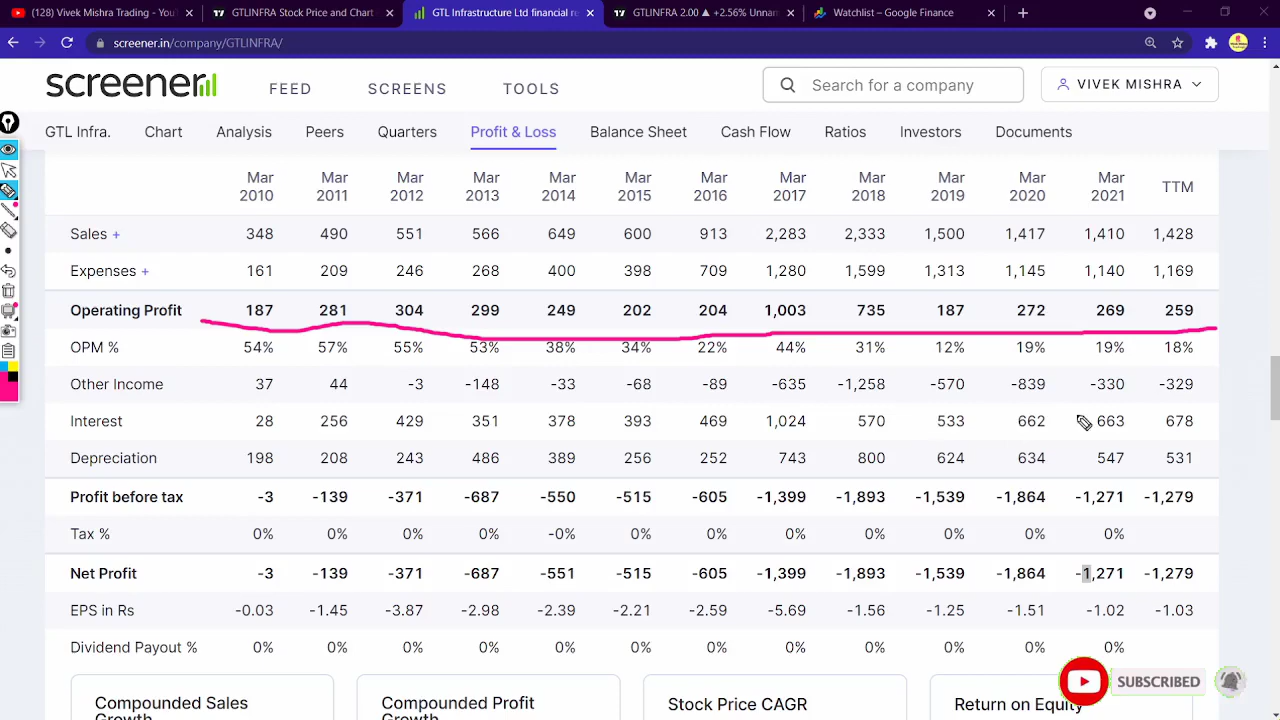 (128) Vivek Mishra Trading - You
GTLINFRA Stock Price and Chart
GTL Infrastructure Ltd financial re
GTLINFRA 2.00 ▲ +2.56% Unnam
Watchlist – Google Finance
screener.in/company/GTLINFRA/
screener
FEED
SCREENS
TOOLS
Search for a company
VIVEK MISHRA
GTL Infra. Chart Analysis Peers Quarters Profit & Loss Balance Sheet Cash Flow Ratios Investors Documents
Mar 2010 Mar 2011 Mar 2012 Mar 2013 Mar 2014 Mar 2015 Mar 2016 Mar 2017 Mar 2018 Mar 2019 Mar 2020 Mar 2021 TTM
Sales + 348 490 551 566 649 600 913 2,283 2,333 1,500 1,417 1,410 1,428
Expenses + 161 209 246 268 400 398 709 1,280 1,599 1,313 1,145 1,140 1,169
Operating Profit 187 281 304 299 249 202 204 1,003 735 187 272 269 259
OPM % 54% 57% 55% 53% 38% 34% 22% 44% 31% 12% 19% 19% 18%
Other Income 37 44 -3 -148 -33 -68 -89 -635 -1,258 -570 -839 -330 -329
Interest 28 256 429 351 378 393 469 1,024 570 533 662 663 678
Depreciation 198 208 243 486 389 256 252 743 800 624 634 547 531
Profit before tax -3 -139 -371 -687 -550 -515 -605 -1,399 -1,893 -1,539 -1,864 -1,271 -1,279
Tax % 0% 0% 0% 0% -0% 0% 0% 0% 0% 0% 0% 0%
Net Profit -3 -139 -371 -687 -551 -515 -605 -1,399 -1,893 -1,539 -1,864 -1,271 -1,279
EPS in Rs -0.03 -1.45 -3.87 -2.98 -2.39 -2.21 -2.59 -5.69 -1.56 -1.25 -1.51 -1.02 -1.03
Dividend Payout % 0% 0% 0% 0% 0% 0% 0% 0% 0% 0% 0% 0%
Compounded Sales Growth
Compounded Profit Growth
Stock Price CAGR
Return on Equity
SUBSCRIBED